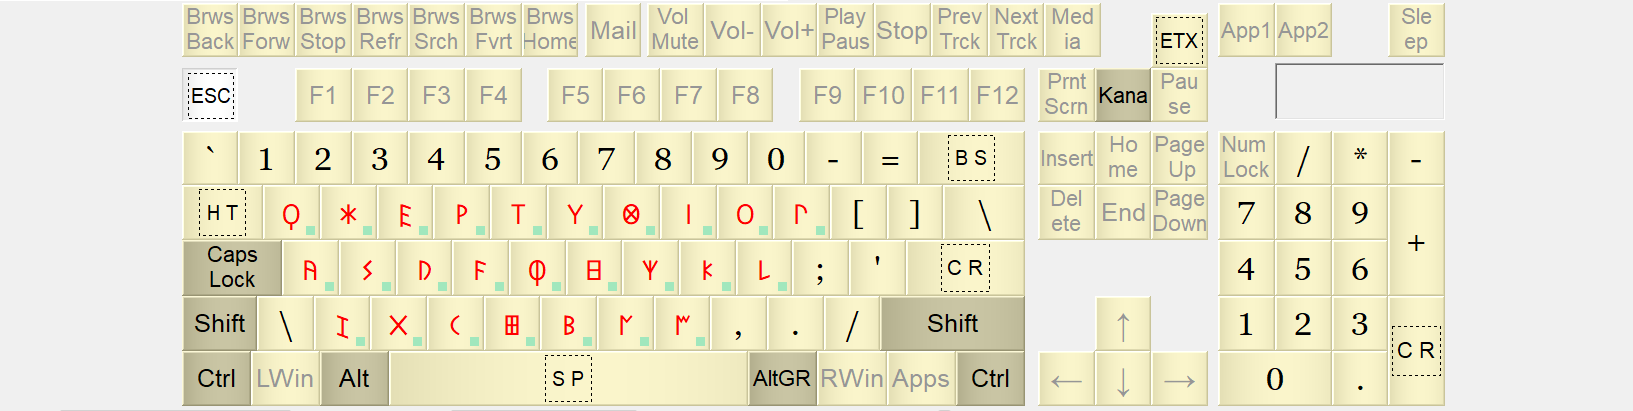 Brws Brws Brws Brws Brws Brws Brws Mail Vol Vol- Vol+ Play Stop Prev Next Med App1 App2 Sle
Back Forw Stop Refr Srch Fvrt Home Mute Paus Trck Trck ia ETX ep
ESC F1 F2 F3 F4 F5 F6 F7 F8 F9 F10 F11 F12 Prnt Scrn Kana Pau se
` 1 2 3 4 5 6 7 8 9 0 - = BS Insert Ho me Page Up Num Lock / * -
HT 𐌒 𐌄 𐌓 𐌕 𐌖 𐌈 𐌉 𐌏 𐌐 [ ] \ Del ete End Page Down 7 8 9 +
Caps Lock 𐌀 𐌔 𐌃 𐌅 𐌘 𐌇 𐌙 𐌊 𐌋 ; ' CR 4 5 6
Shift \ 𐌆 𐌗 𐌂 𐌎 𐌁 𐌍 𐌌 , . / Shift ↑ 1 2 3 CR
Ctrl LWin Alt SP AltGR RWin Apps Ctrl ← ↓ → 0 .